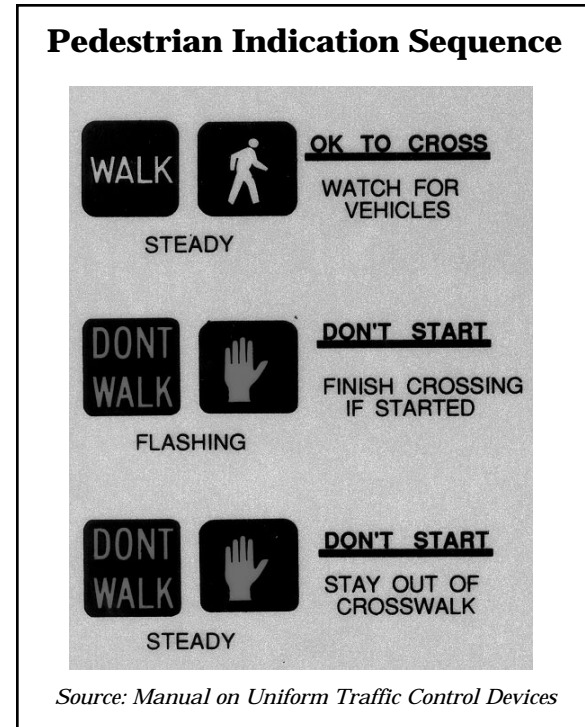 Pedestrian Indication Sequence
WALK
OK TO CROSS
WATCH FOR
VEHICLES
STEADY
DONT
WALK
DON'T START
FINISH CROSSING
IF STARTED
FLASHING
DONT
WALK
DON'T START
STAY OUT OF
CROSSWALK
STEADY
Source: Manual on Uniform Traffic Control Devices